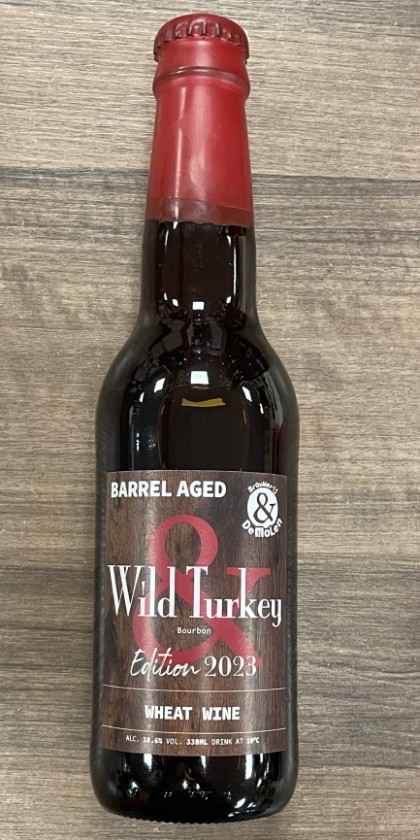 BARREL AGED
Brouwerij
&
De Molen
&
Wild Turkey
Bourbon
Edition 2023
WHEAT WINE
ALC. 10.6% VOL. 330ML DRINK AT 10°C